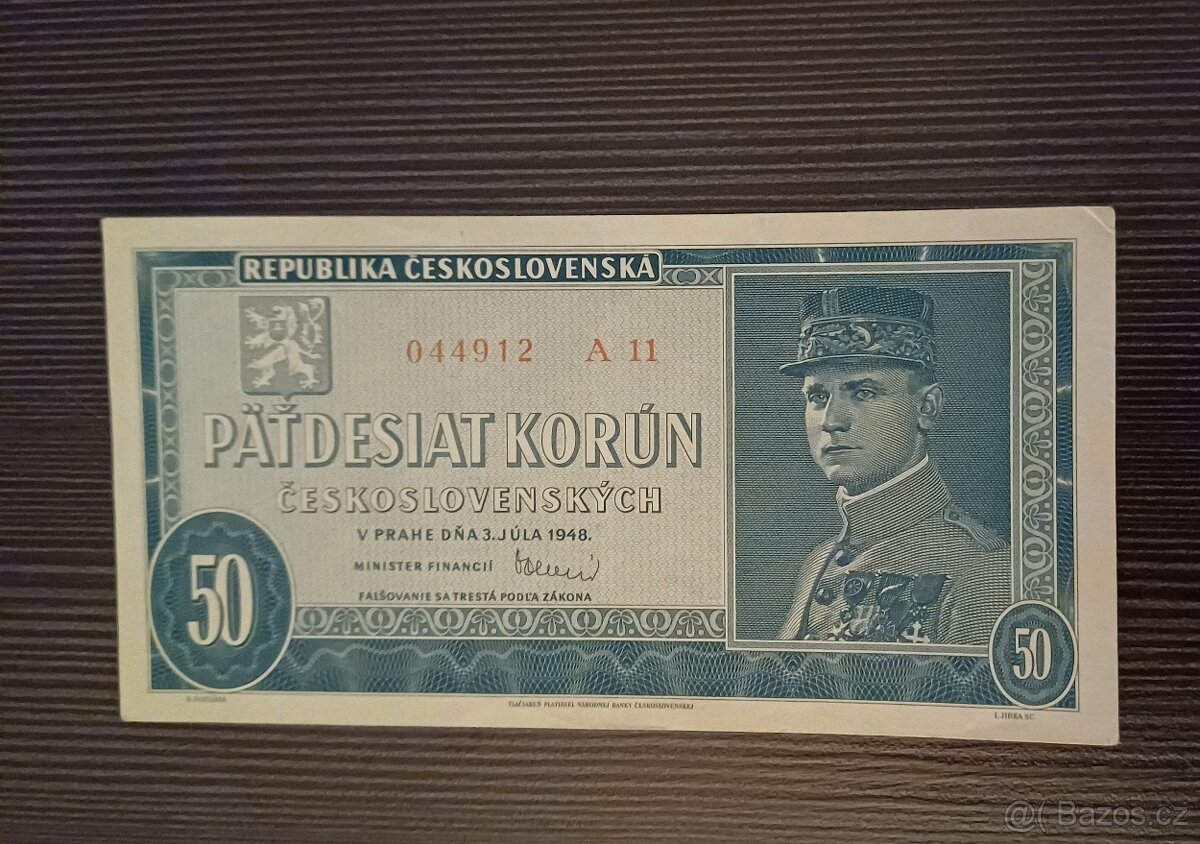 REPUBLIKA ČESKOSLOVENSKÁ
044912 A 11
PÄŤDESIAT KORÚN
ČESKOSLOVENSKÝCH
V PRAHE DŇA 3. JÚLA 1948.
MINISTER FINANCIÍ
FALŠOVANIE SA TRESTÁ PODĽA ZÁKONA
50
50
TLAČIAREŇ PLATIDIEL NÁRODNEJ BANKY ČESKOSLOVENSKEJ
L. JIRKA SC.
@( Bazos.cz